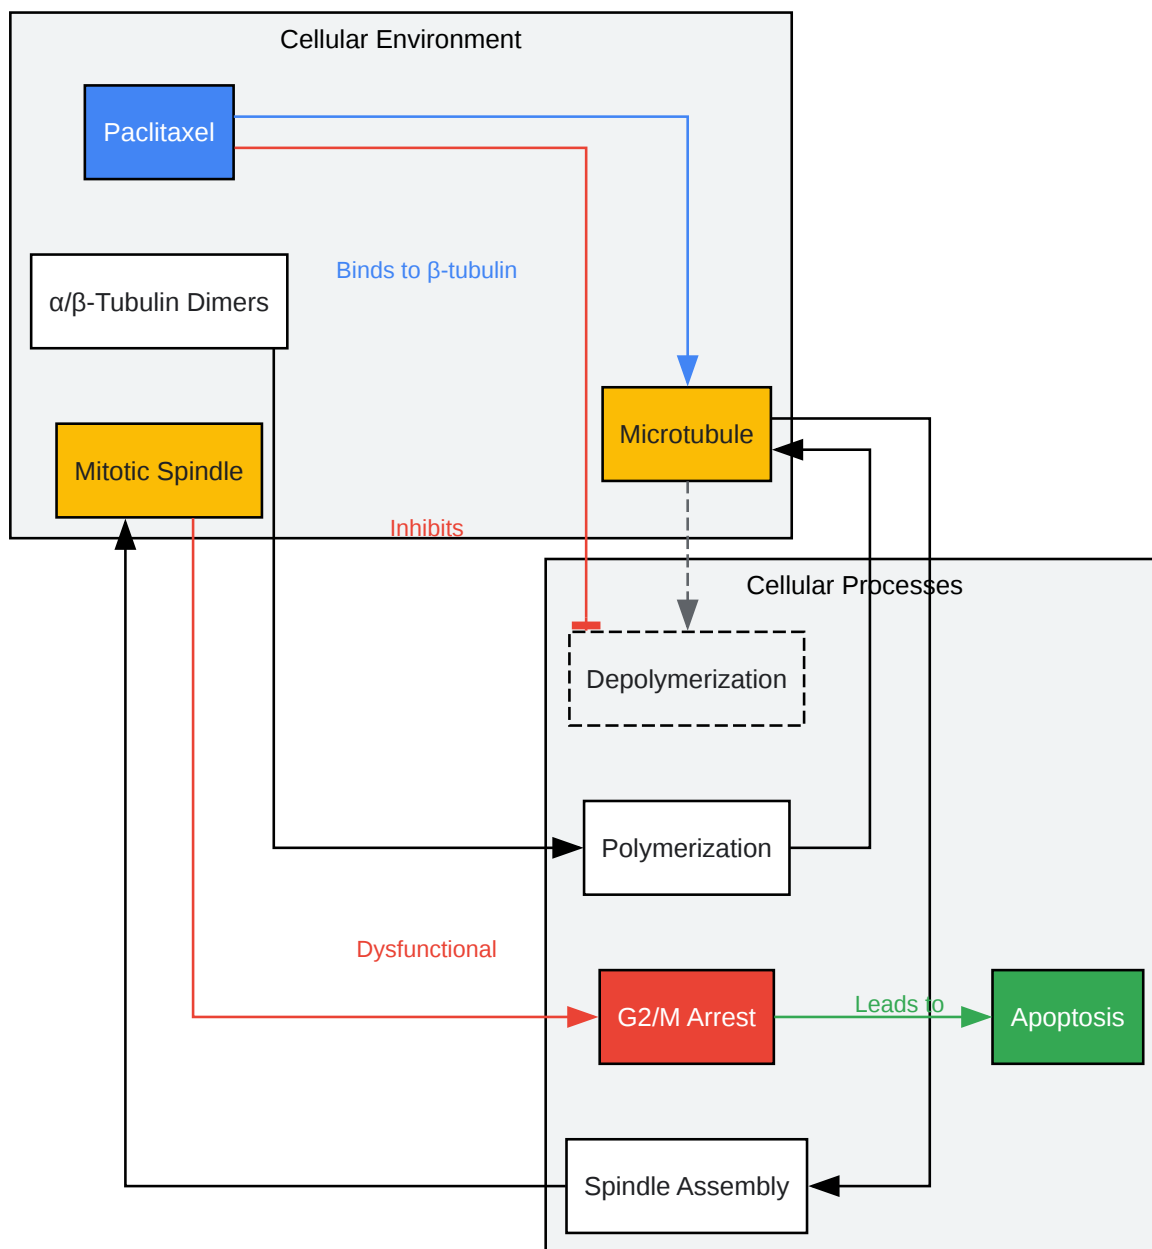 Cellular Environment
Paclitaxel
Binds to β-tubulin
α/β-Tubulin Dimers
Microtubule
Mitotic Spindle
Inhibits
Cellular Processes
Depolymerization
Polymerization
Dysfunctional
Leads to
G2/M Arrest
Apoptosis
Spindle Assembly